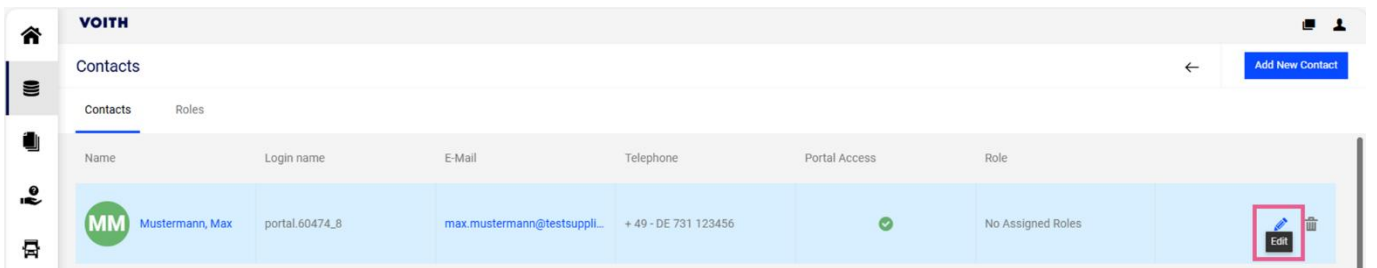 VOITH
Contacts
Add New Contact
Contacts Roles
Name Login name E-Mail Telephone Portal Access Role
MM Mustermann, Max portal.60474_8 max.mustermann@testsuppli... + 49 - DE 731 123456 No Assigned Roles
Edit